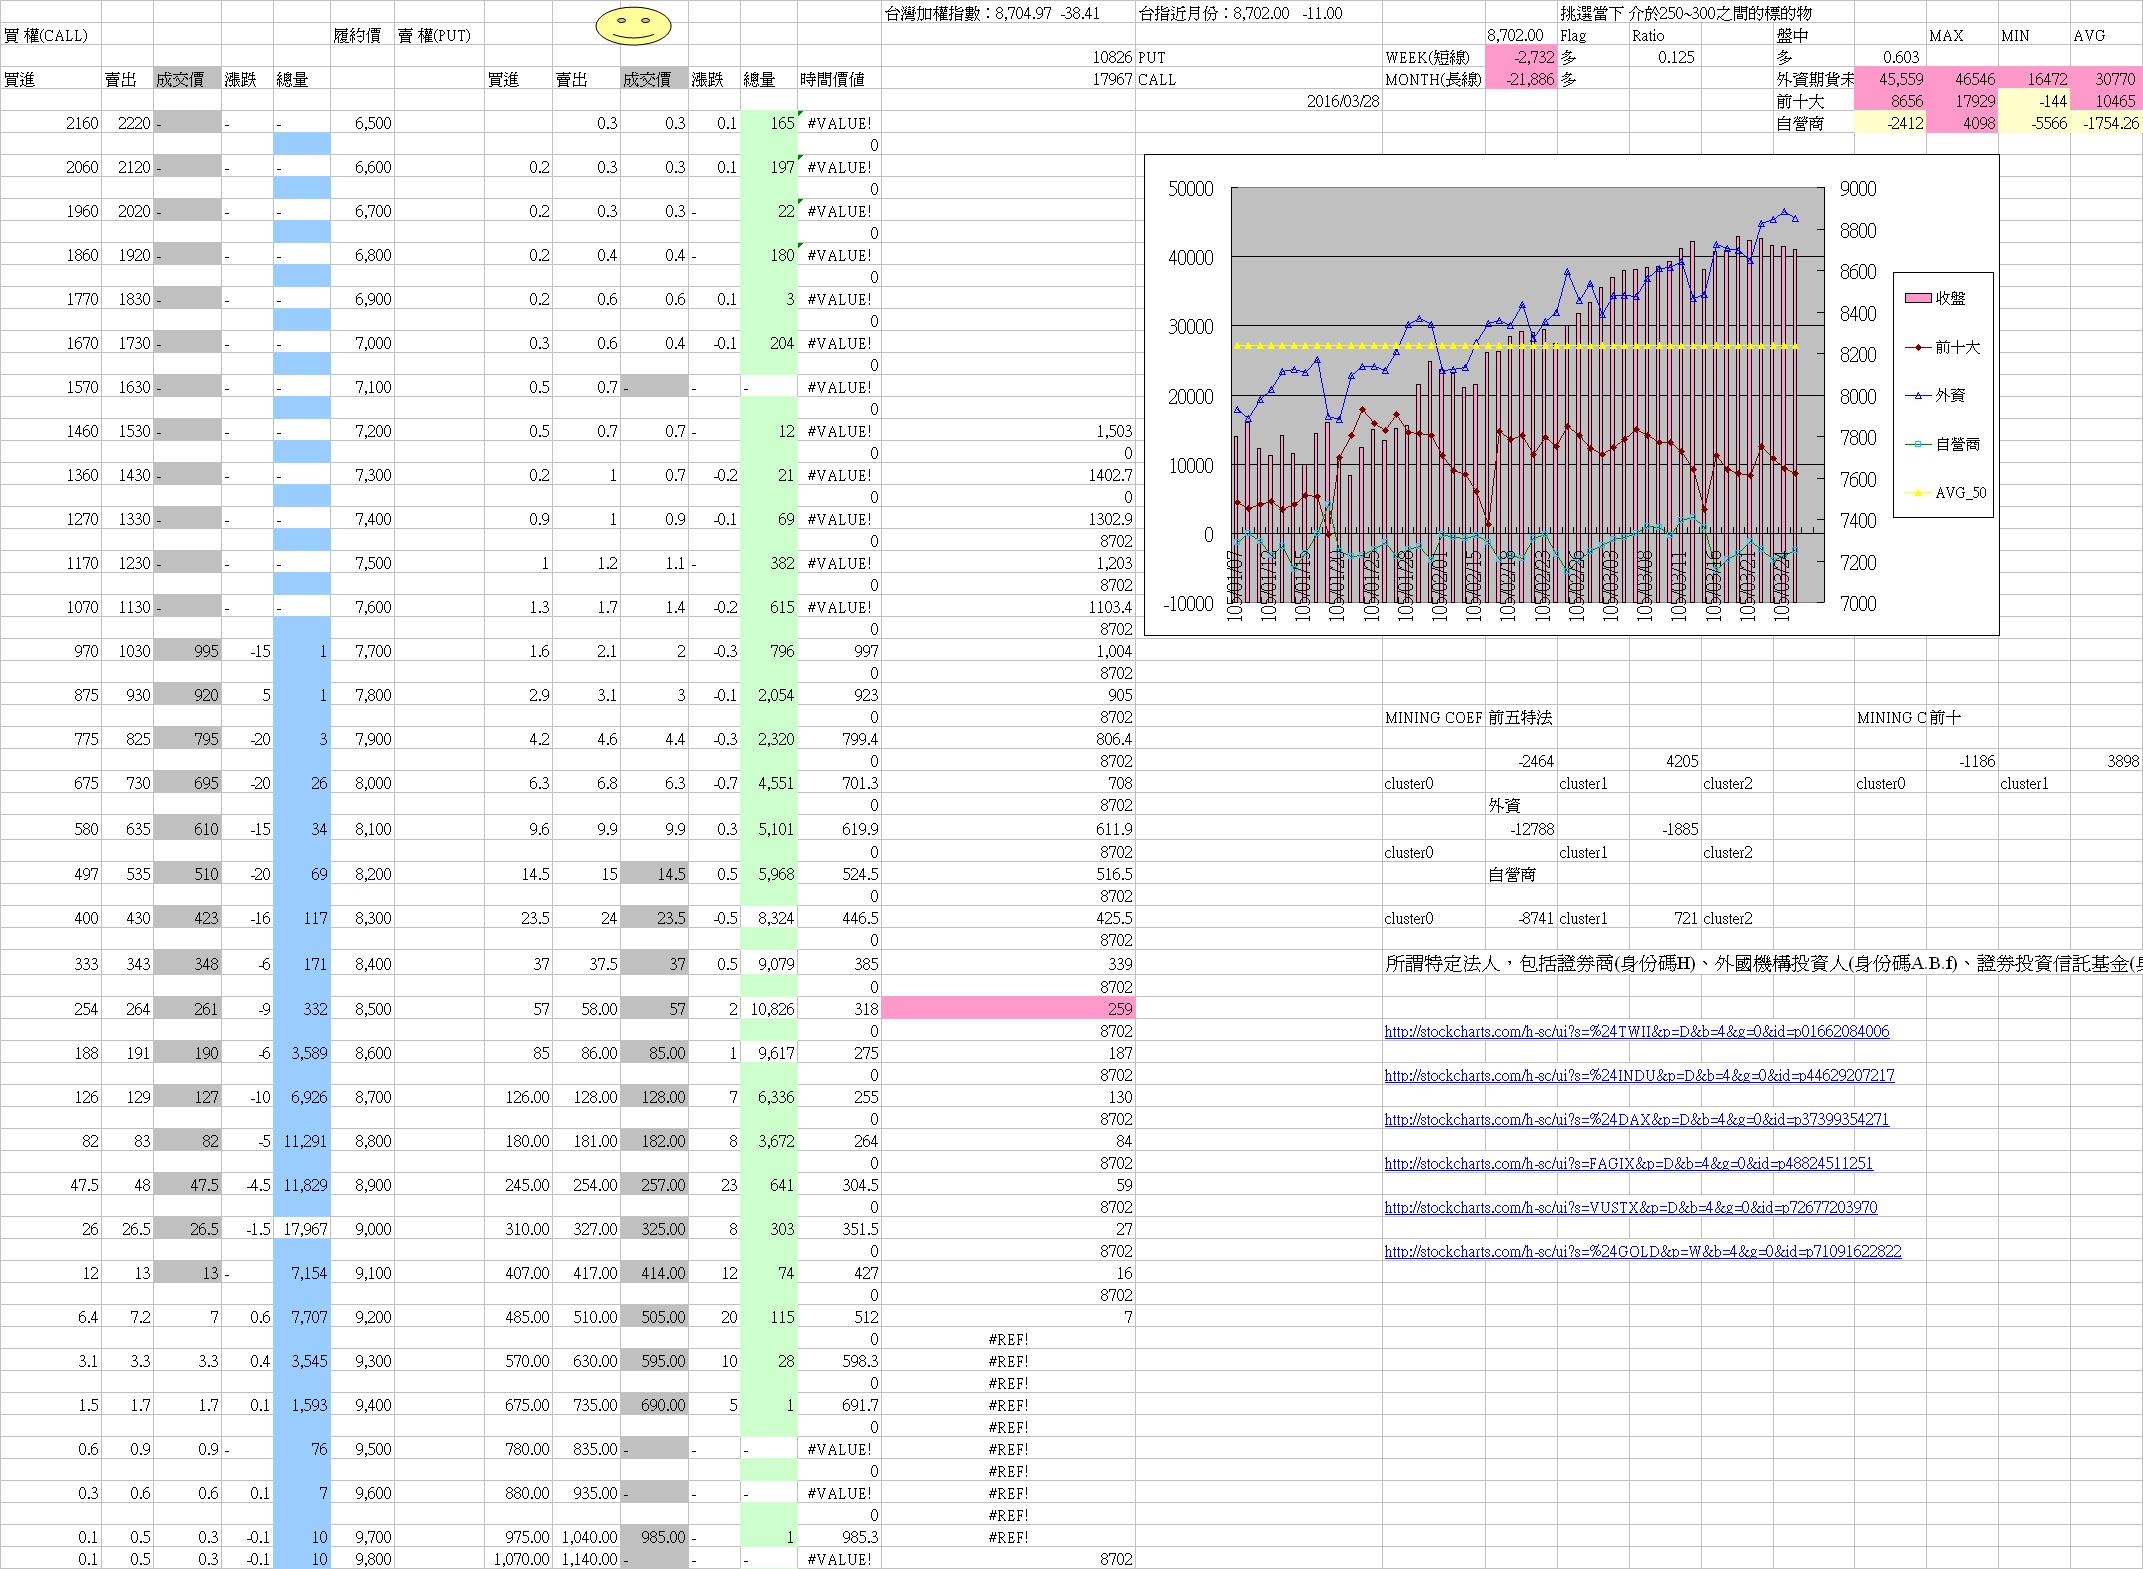 台灣加權指數：8,704.97 -38.41 台指近月份：8,702.00 -11.00 挑選當下 介於250~300之間的標的物
買 權(CALL) 履約價 賣 權(PUT) 8,702.00 Flag Ratio 盤中 MAX MIN AVG
10826 PUT WEEK(短線) -2,732 多 0.125 多 0.603
買進 賣出 成交價 漲跌 總量 買進 賣出 成交價 漲跌 總量 時間價值 17967 CALL MONTH(長線) -21,886 多 外資期貨未 45,559 46546 16472 30770
2016/03/28 前十大 8656 17929 -144 10465
2160 2220 - - - 6,500 0.3 0.3 0.1 165 #VALUE! 自營商 -2412 4098 -5566 -1754.26
0
2060 2120 - - - 6,600 0.2 0.3 0.3 0.1 197 #VALUE!
0
1960 2020 - - - 6,700 0.2 0.3 0.3 - 22 #VALUE!
0
1860 1920 - - - 6,800 0.2 0.4 0.4 - 180 #VALUE!
0
1770 1830 - - - 6,900 0.2 0.6 0.6 0.1 3 #VALUE!
0
1670 1730 - - - 7,000 0.3 0.6 0.4 -0.1 204 #VALUE!
0
1570 1630 - - - 7,100 0.5 0.7 - - - #VALUE!
0
1460 1530 - - - 7,200 0.5 0.7 0.7 - 12 #VALUE! 1,503
0 0
1360 1430 - - - 7,300 0.2 1 0.7 -0.2 21 #VALUE! 1402.7
0 0
1270 1330 - - - 7,400 0.9 1 0.9 -0.1 69 #VALUE! 1302.9
0 8702
1170 1230 - - - 7,500 1 1.2 1.1 - 382 #VALUE! 1,203
0 8702
1070 1130 - - - 7,600 1.3 1.7 1.4 -0.2 615 #VALUE! 1103.4
0 8702
50000 9000
8800
40000 8600
8400
30000 8200
20000 8000
7800
10000 7600
7400
0 7200
-10000 7000
收盤
前十大
外資
自營商
AVG_50
105/01/07 105/01/12 105/01/15 105/01/20 105/01/25 105/01/28 105/02/01 105/02/15 105/02/18 105/02/23 105/02/26 105/03/03 105/03/08 105/03/11 105/03/16 105/03/21 105/03/24
970 1030 995 -15 1 7,700 1.6 2.1 2 -0.3 796 997 1,004
0 8702
875 930 920 5 1 7,800 2.9 3.1 3 -0.1 2,054 923 905
0 8702 MINING COEF 前五特法 MINING C 前十
775 825 795 -20 3 7,900 4.2 4.6 4.4 -0.3 2,320 799.4 806.4
0 8702 -2464 4205 -1186 3898
675 730 695 -20 26 8,000 6.3 6.8 6.3 -0.7 4,551 701.3 708 cluster0 cluster1 cluster2 cluster0 cluster1
0 8702 外資
580 635 610 -15 34 8,100 9.6 9.9 9.9 0.3 5,101 619.9 611.9 -12788 -1885
0 8702 cluster0 cluster1 cluster2
497 535 510 -20 69 8,200 14.5 15 14.5 0.5 5,968 524.5 516.5 自營商
0 8702
400 430 423 -16 117 8,300 23.5 24 23.5 -0.5 8,324 446.5 425.5 cluster0 -8741 cluster1 721 cluster2
0 8702
333 343 348 -6 171 8,400 37 37.5 37 0.5 9,079 385 339 所謂特定法人，包括證券商(身份碼H)、外國機構投資人(身份碼A.B.f)、證券投資信託基金(身
0 8702
254 264 261 -9 332 8,500 57 58.00 57 2 10,826 318 259
0 8702 http://stockcharts.com/h-sc/ui?s=%24TWII&p=D&b=4&g=0&id=p01662084006
188 191 190 -6 3,589 8,600 85 86.00 85.00 1 9,617 275 187
0 8702 http://stockcharts.com/h-sc/ui?s=%24INDU&p=D&b=4&g=0&id=p44629207217
126 129 127 -10 6,926 8,700 126.00 128.00 128.00 7 6,336 255 130
0 8702 http://stockcharts.com/h-sc/ui?s=%24DAX&p=D&b=4&g=0&id=p37399354271
82 83 82 -5 11,291 8,800 180.00 181.00 182.00 8 3,672 264 84
0 8702 http://stockcharts.com/h-sc/ui?s=FAGIX&p=D&b=4&g=0&id=p48824511251
47.5 48 47.5 -4.5 11,829 8,900 245.00 254.00 257.00 23 641 304.5 59
0 8702 http://stockcharts.com/h-sc/ui?s=VUSTX&p=D&b=4&g=0&id=p72677203970
26 26.5 26.5 -1.5 17,967 9,000 310.00 327.00 325.00 8 303 351.5 27
0 8702 http://stockcharts.com/h-sc/ui?s=%24GOLD&p=W&b=4&g=0&id=p71091622822
12 13 13 - 7,154 9,100 407.00 417.00 414.00 12 74 427 16
0 8702
6.4 7.2 7 0.6 7,707 9,200 485.00 510.00 505.00 20 115 512 7
0 #REF!
3.1 3.3 3.3 0.4 3,545 9,300 570.00 630.00 595.00 10 28 598.3 #REF!
0 #REF!
1.5 1.7 1.7 0.1 1,593 9,400 675.00 735.00 690.00 5 1 691.7 #REF!
0 #REF!
0.6 0.9 0.9 - 76 9,500 780.00 835.00 - - - #VALUE! #REF!
0 #REF!
0.3 0.6 0.6 0.1 7 9,600 880.00 935.00 - - - #VALUE! #REF!
0 #REF!
0.1 0.5 0.3 -0.1 10 9,700 975.00 1,040.00 985.00 - 1 985.3 #REF!
0.1 0.5 0.3 -0.1 10 9,800 1,070.00 1,140.00 - - - #VALUE! 8702